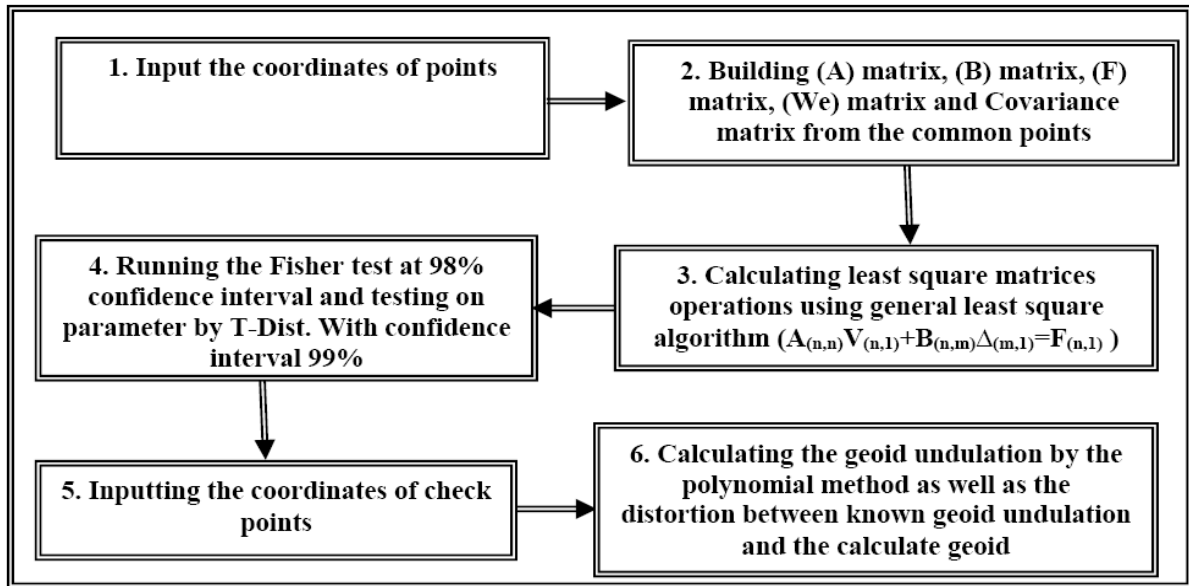 1. Input the coordinates of points
2. Building (A) matrix, (B) matrix, (F)
matrix, (We) matrix and Covariance
matrix from the common points
3. Calculating least square matrices
operations using general least square
algorithm (A(n,n)V(n,1)+B(n,m)Δ(m,1)=F(n,1) )
4. Running the Fisher test at 98%
confidence interval and testing on
parameter by T-Dist. With confidence
interval 99%
5. Inputting the coordinates of check
points
6. Calculating the geoid undulation by the
polynomial method as well as the
distortion between known geoid undulation
and the calculate geoid